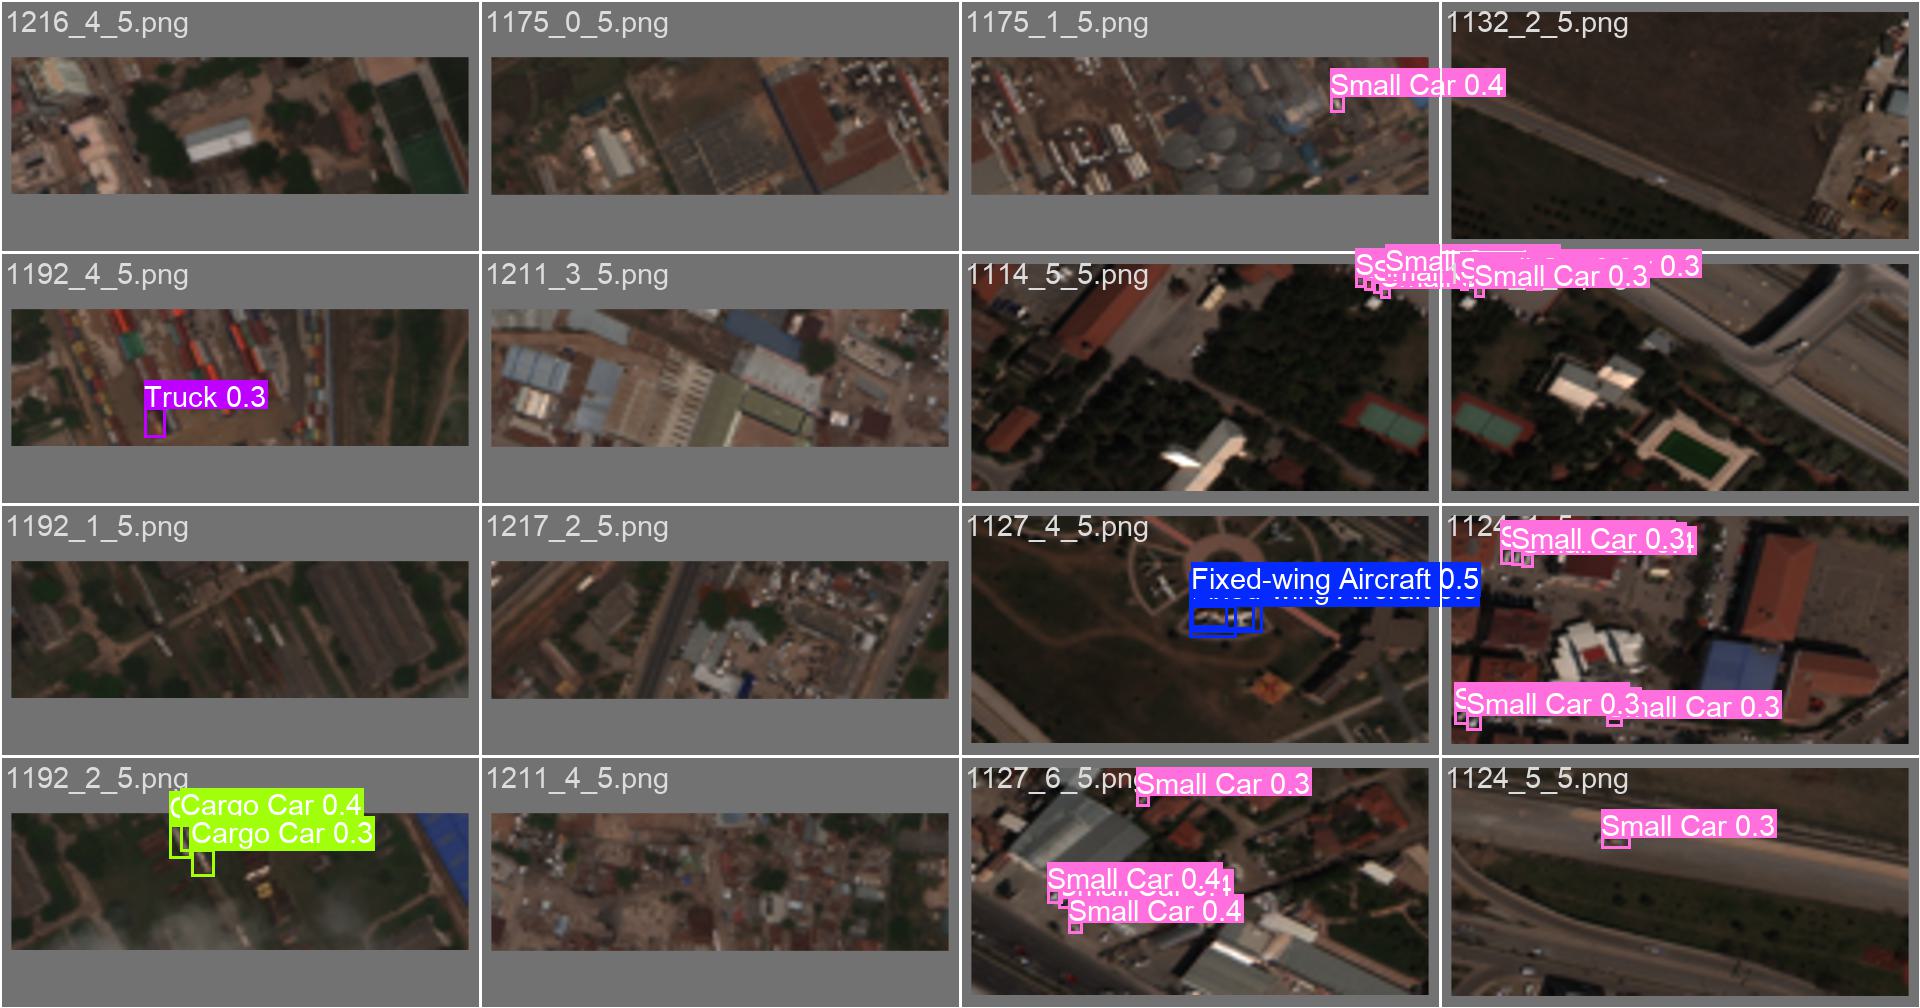 1216_4_5.png
1175_0_5.png
1175_1_5.png
Small Car 0.4
1132_2_5.png
1192_4_5.png
Truck 0.3
1211_3_5.png
1114_5_5.png
Small
0.3
Small Car 0.3
1192_1_5.png
1217_2_5.png
1127_4_5.png
Fixed-wing Aircraft 0.5
Small Car 0.3
Small Car 0.3
Car 0.3
1192_2_5.png
Cargo Car 0.4
Cargo Car 0.3
1211_4_5.png
1127_6_5.png
Small Car 0.3
Small Car 0.4
Small Car 0.4
1124_5_5.png
Small Car 0.3